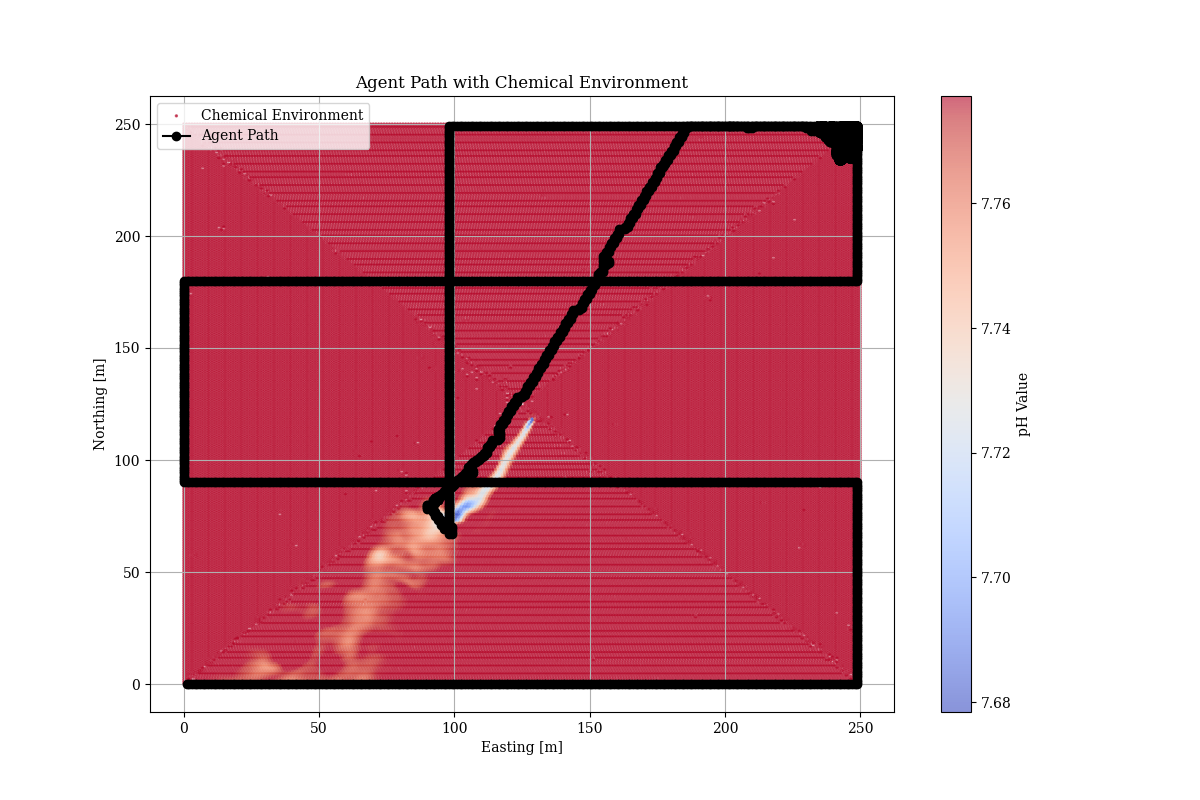 Agent Path with Chemical Environment
Chemical Environment
Agent Path
250
200
150
100
50
0
Northing [m]
0 50 100 150 200 250
Easting [m]
7.76
7.74
7.72
7.70
7.68
pH Value